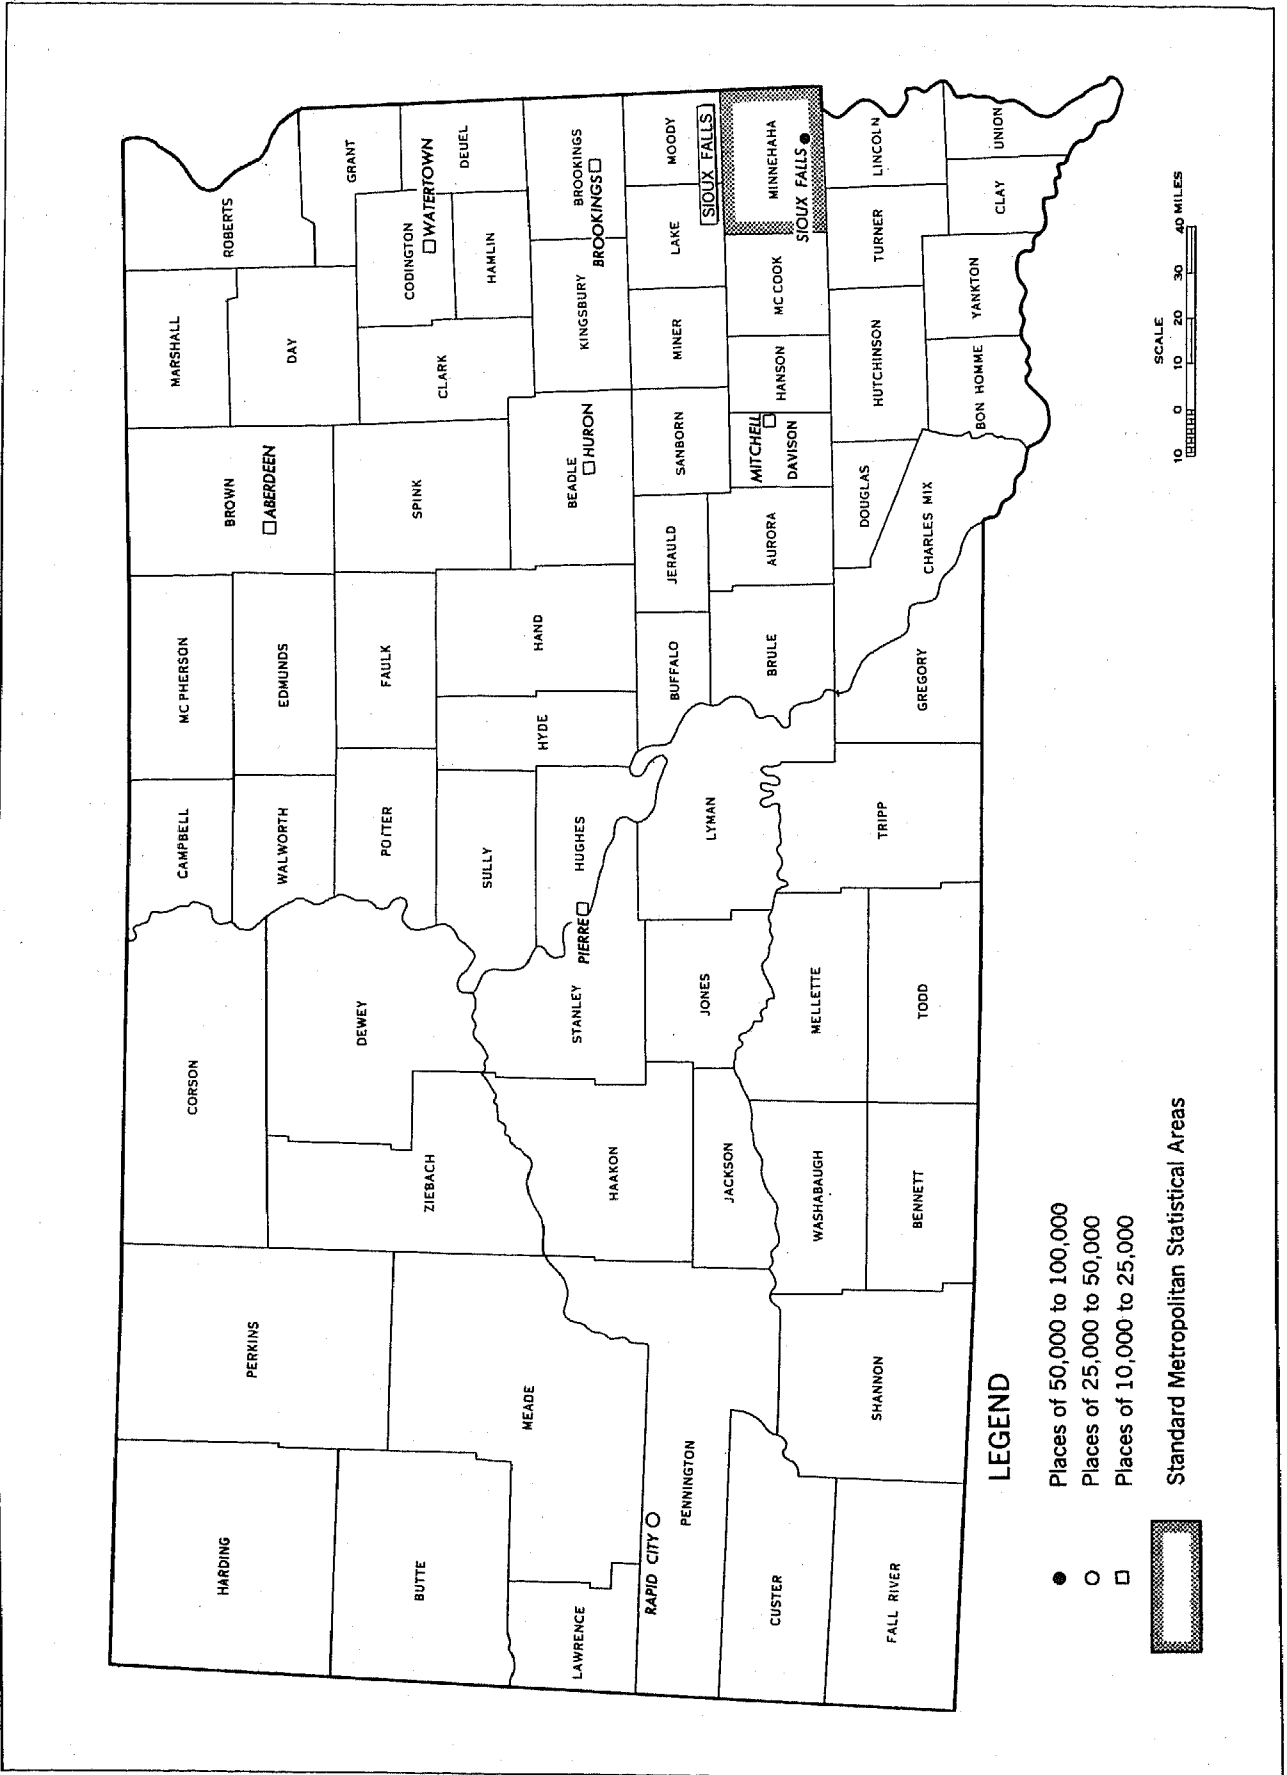 HARDING
PERKINS
CORSON
CAMPBELL
MC PHERSON
BROWN
MARSHALL
ROBERTS
BUTTE
MEADE
ZIEBACH
DEWEY
WALWORTH
EDMUNDS
ABERDEEN
DAY
GRANT
POTTER
FAULK
SPINK
CLARK
CODINGTON
WATERTOWN
DEUEL
HAMLIN
LAWRENCE
SULLY
HYDE
HAND
BEADLE
HURON
KINGSBURY
BROOKINGS
BROOKINGS
HAAKON
STANLEY
PIERRE
HUGHES
RAPID CITY
PENNINGTON
JACKSON
JONES
LYMAN
BUFFALO
JERAULD
SANBORN
MINER
LAKE
MOODY
SIOUX FALLS
CUSTER
WASHABAUGH
MELLETTE
BRULE
AURORA
MITCHELL
DAVISON
HANSON
MC COOK
MINNEHAHA
SIOUX FALLS
FALL RIVER
SHANNON
BENNETT
TODD
TRIPP
GREGORY
CHARLES MIX
DOUGLAS
HUTCHINSON
TURNER
LINCOLN
BON HOMME
YANKTON
CLAY
UNION
LEGEND
Places of 50,000 to 100,000
Places of 25,000 to 50,000
Places of 10,000 to 25,000
Standard Metropolitan Statistical Areas
SCALE
10 0 10 20 30 40 MILES